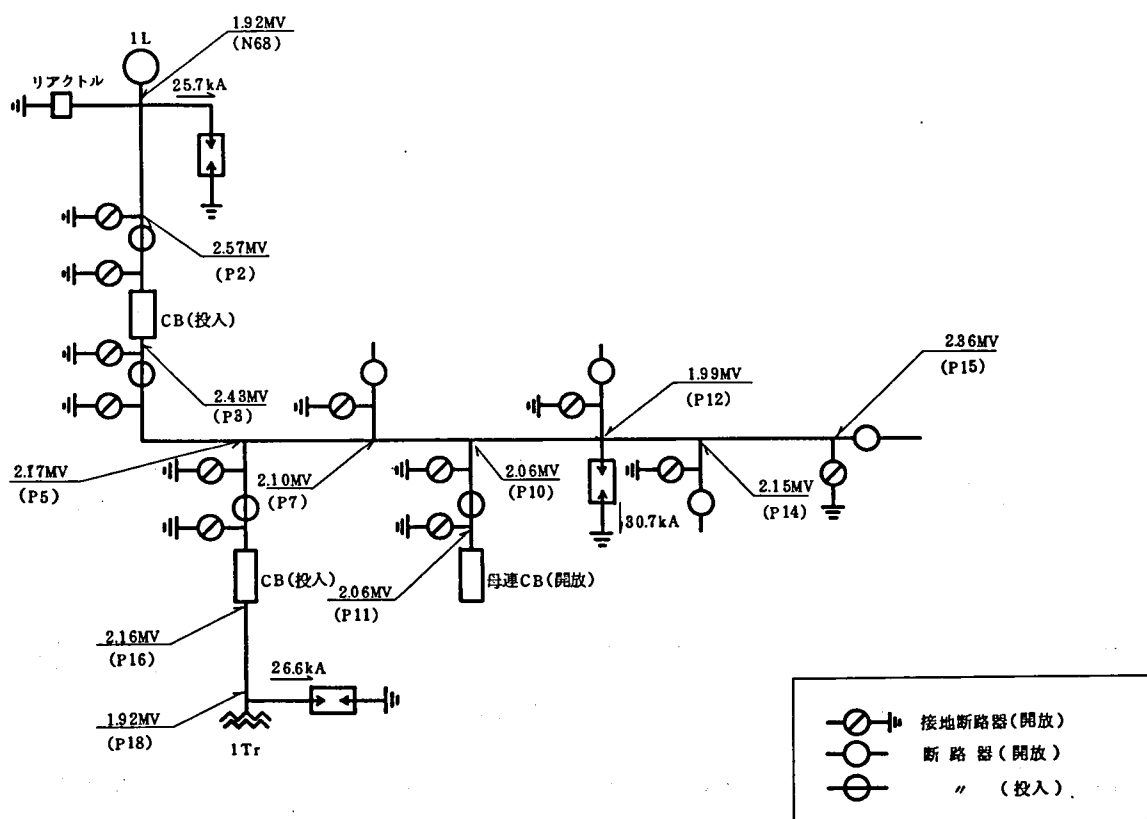 1L
1.92MV
(N68)
リアクトル
25.7kA
2.57MV
(P2)
CB(投入)
2.43MV
(P3)
2.17MV
(P5)
2.10MV
(P7)
2.06MV
(P10)
1.99MV
(P12)
2.36MV
(P15)
2.15MV
(P14)
30.7kA
CB(投入)
2.06MV
(P11)
母連CB(開放)
2.16MV
(P16)
26.6kA
1.92MV
(P18)
1Tr
接地断路器(開放)
断路器(開放)
〃 (投入)